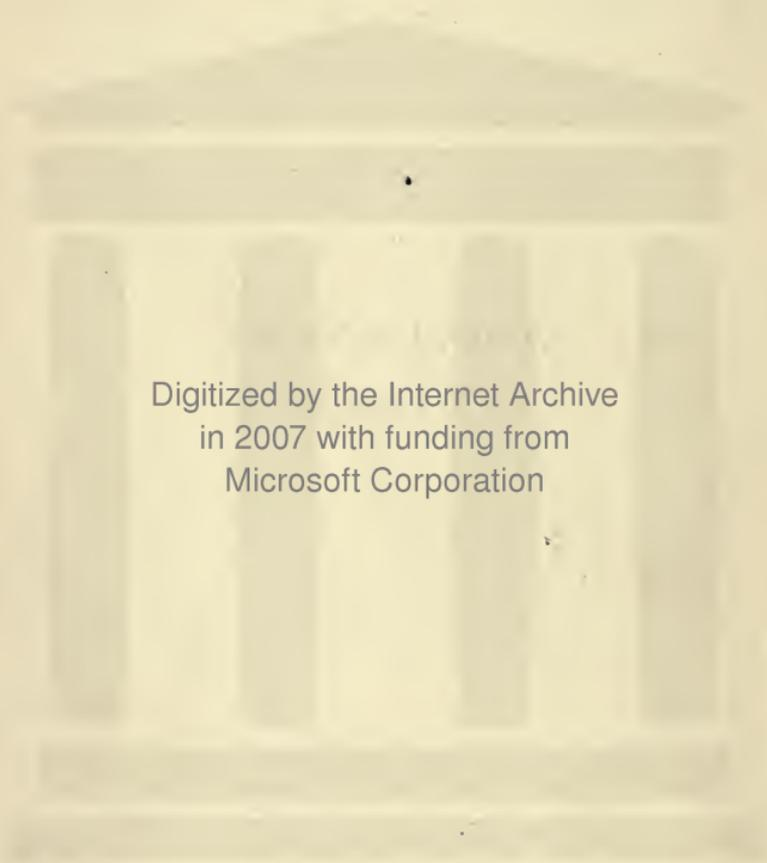 Digitized by the Internet Archive
in 2007 with funding from
Microsoft Corporation